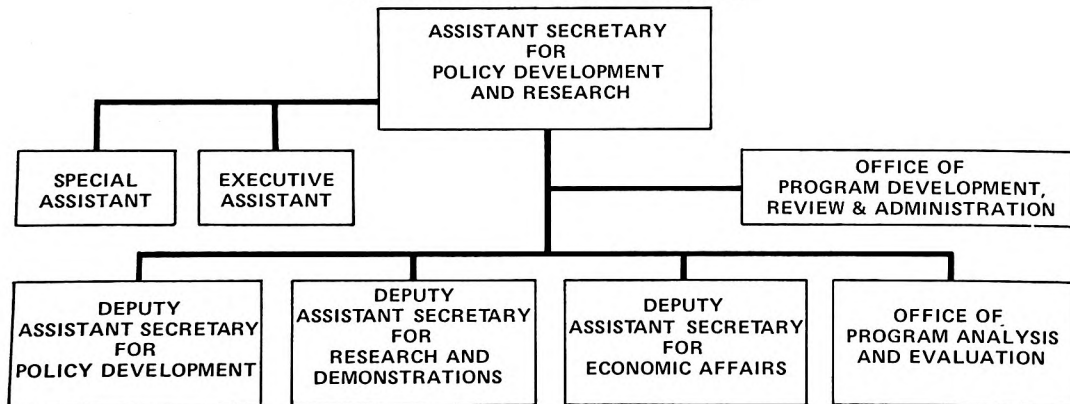 ASSISTANT SECRETARY
FOR
POLICY DEVELOPMENT
AND RESEARCH
SPECIAL
ASSISTANT
EXECUTIVE
ASSISTANT
OFFICE OF
PROGRAM DEVELOPMENT,
REVIEW & ADMINISTRATION
DEPUTY
ASSISTANT SECRETARY
FOR
POLICY DEVELOPMENT
DEPUTY
ASSISTANT SECRETARY
FOR
RESEARCH AND
DEMONSTRATIONS
DEPUTY
ASSISTANT SECRETARY
FOR
ECONOMIC AFFAIRS
OFFICE OF
PROGRAM ANALYSIS
AND EVALUATION